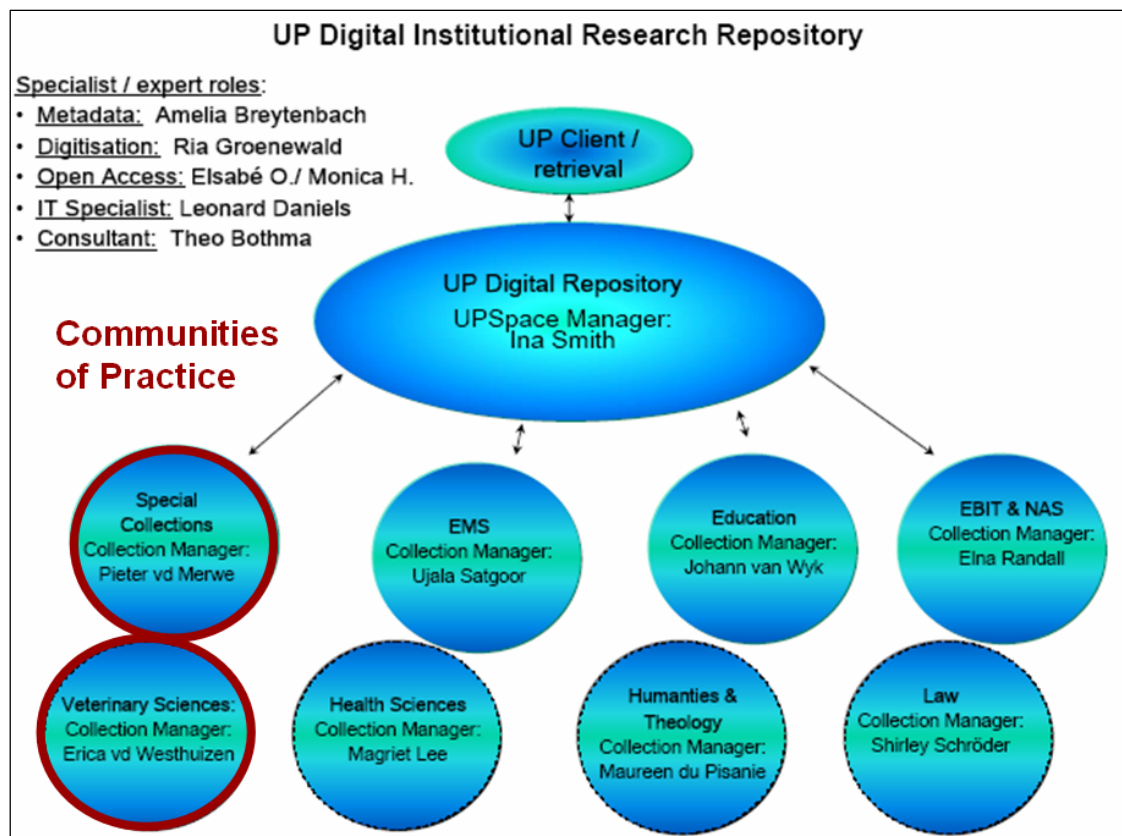 UP Digital Institutional Research Repository
Specialist / expert roles:
• Metadata: Amelia Breytenbach
• Digitisation: Ria Groenewald
• Open Access: Elsabé O./ Monica H.
• IT Specialist: Leonard Daniels
• Consultant: Theo Bothma
UP Client /
retrieval
UP Digital Repository
UPSpace Manager:
Ina Smith
Communities
of Practice
Special
Collections
Collection Manager:
Pieter vd Merwe
EMS
Collection Manager:
Ujala Satgoor
Education
Collection Manager:
Johann van Wyk
EBIT & NAS
Collection Manager:
Elna Randall
Veterinary Sciences:
Collection Manager:
Erica vd Westhuizen
Health Sciences
Collection Manager:
Magriet Lee
Humanties &
Theology
Collection Manager:
Maureen du Pisanie
Law
Collection Manager:
Shirley Schröder